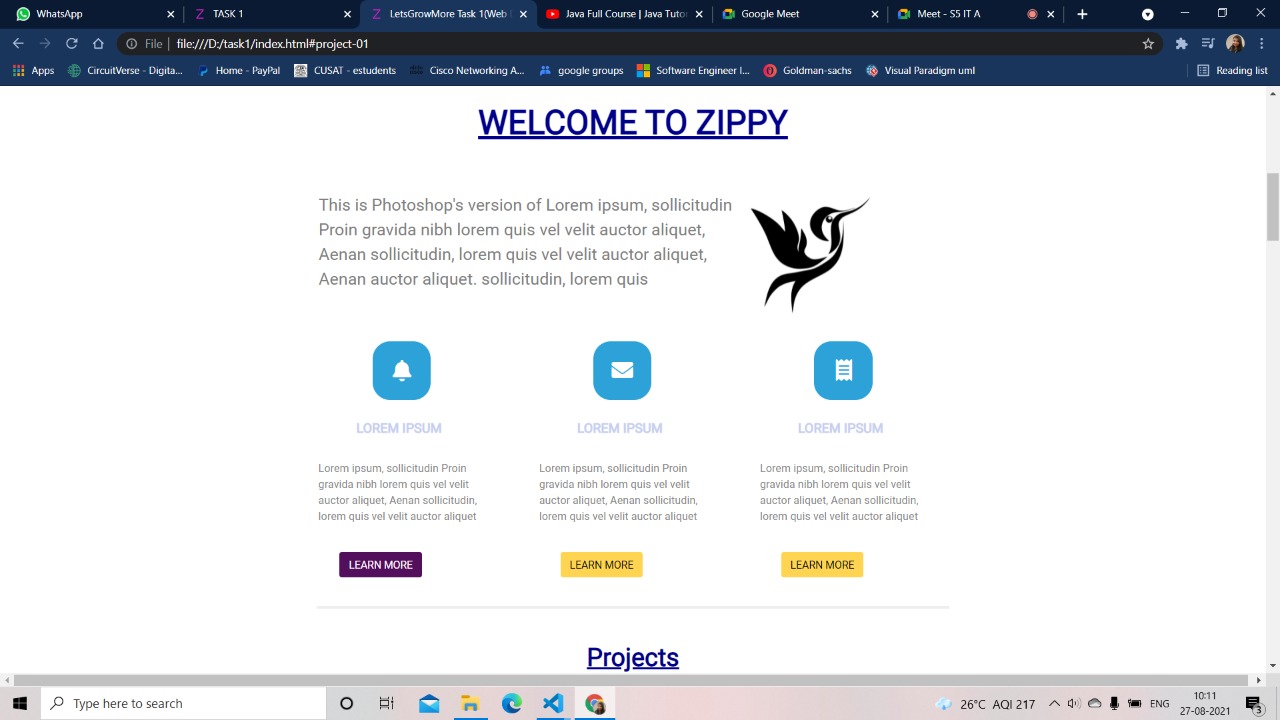 WhatsApp
TASK 1
LetsGrowMore Task 1(Web
Java Full Course | Java Tuto
Google Meet
Meet - S5 IT A
File file:///D:/task1/index.html#project-01
Apps
CircuitVerse - Digita...
Home - PayPal
CUSAT - estudents
Cisco Networking A...
google groups
Software Engineer I...
Goldman-sachs
Visual Paradigm uml
Reading list
WELCOME TO ZIPPY
This is Photoshop's version of Lorem ipsum, sollicitudin
Proin gravida nibh lorem quis vel velit auctor aliquet,
Aenan sollicitudin, lorem quis vel velit auctor aliquet,
Aenan auctor aliquet. sollicitudin, lorem quis
LOREM IPSUM
Lorem ipsum, sollicitudin Proin
gravida nibh lorem quis vel velit
auctor aliquet, Aenan sollicitudin,
lorem quis vel velit auctor aliquet
LEARN MORE
LOREM IPSUM
Lorem ipsum, sollicitudin Proin
gravida nibh lorem quis vel velit
auctor aliquet, Aenan sollicitudin,
lorem quis vel velit auctor aliquet
LEARN MORE
LOREM IPSUM
Lorem ipsum, sollicitudin Proin
gravida nibh lorem quis vel velit
auctor aliquet, Aenan sollicitudin,
lorem quis vel velit auctor aliquet
LEARN MORE
Projects
Type here to search
26°C AQI 217
ENG
10:11
27-08-2021
3